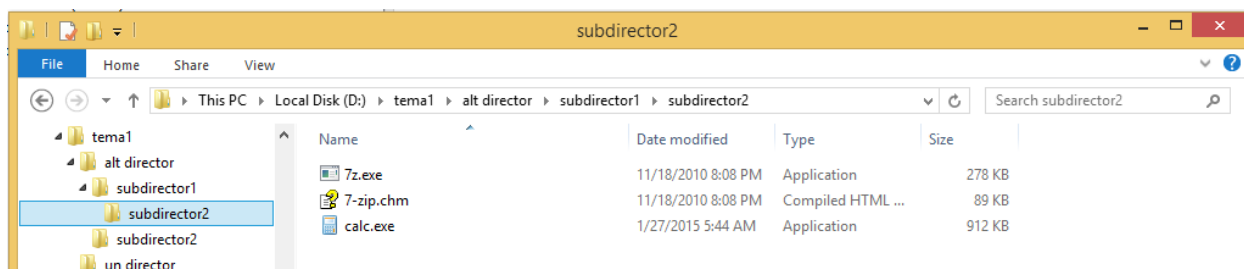 subdirector2
File Home Share View
This PC Local Disk (D:) tema1 alt director subdirector1 subdirector2 Search subdirector2
tema1
alt director
subdirector1
subdirector2
subdirector2
un director
Name Date modified Type Size
7z.exe 11/18/2010 8:08 PM Application 278 KB
7-zip.chm 11/18/2010 8:08 PM Compiled HTML ... 89 KB
calc.exe 1/27/2015 5:44 AM Application 912 KB